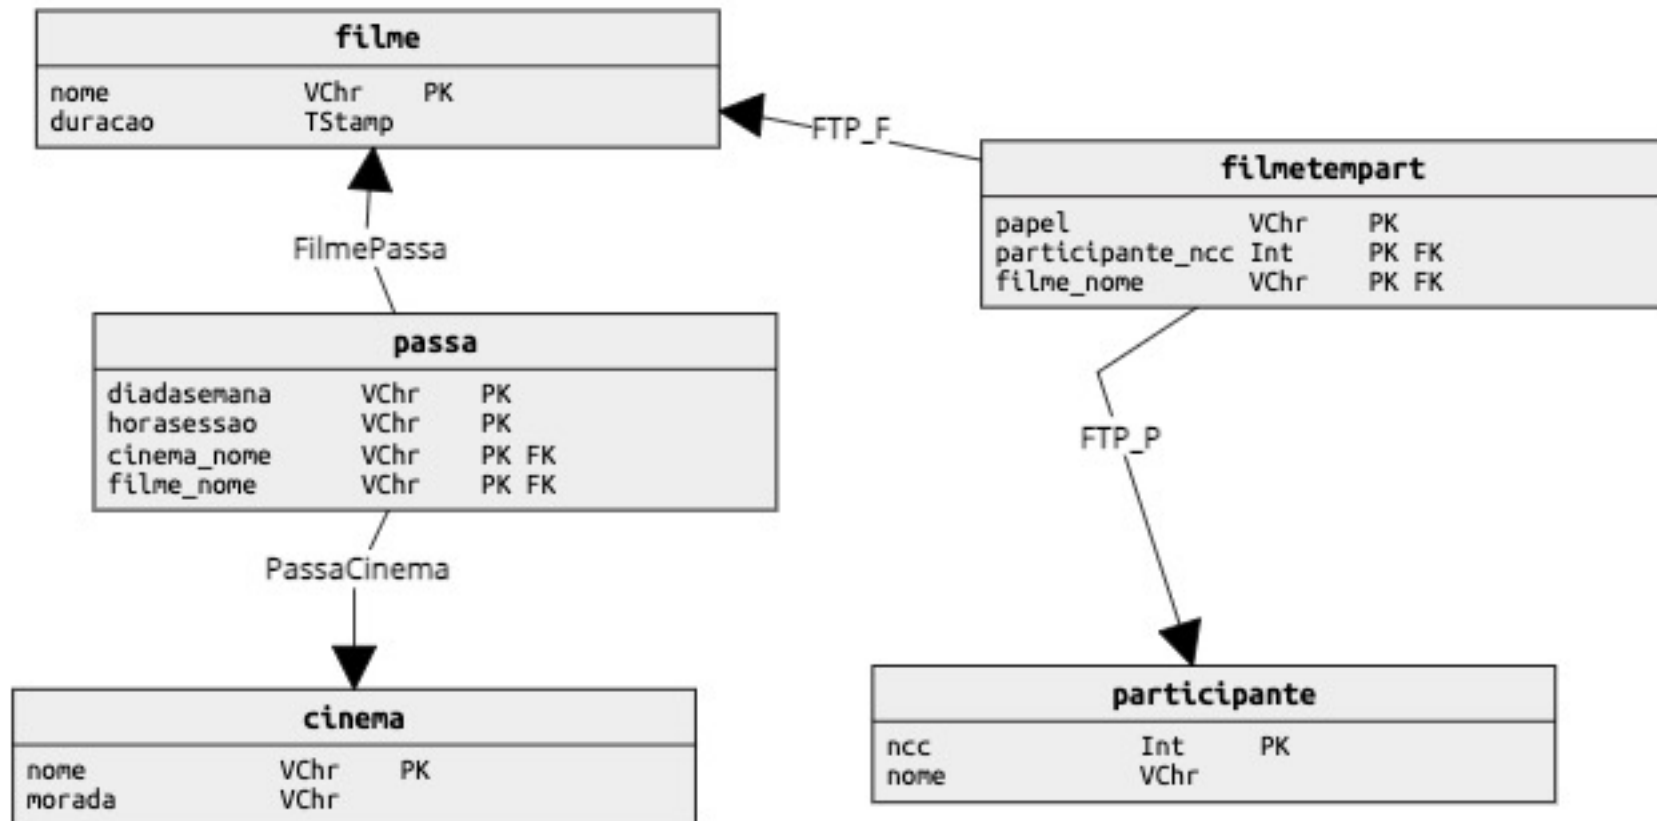 filme
nome VChr PK
duracao TStamp
FTP_F
filmetempart
papel VChr PK
participante_ncc Int PK FK
filme_nome VChr PK FK
FilmePassa
passa
diadasemana VChr PK
horasessao VChr PK
cinema_nome VChr PK FK
filme_nome VChr PK FK
FTP_P
PassaCinema
cinema
nome VChr PK
morada VChr
participante
ncc Int PK
nome VChr